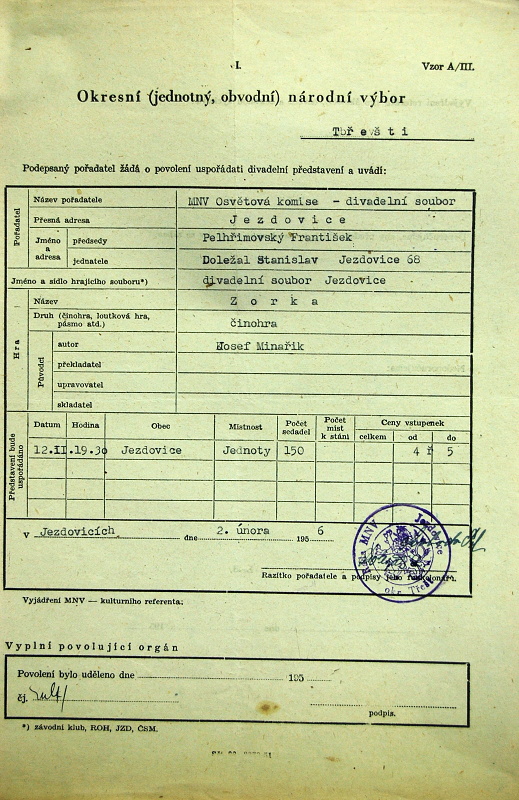 I.
Vzor A/III.
Okresní (jednotný, obvodní) národní výbor
Třešti
Podepsaný pořadatel žádá o povolení uspořádati divadelní představení a uvádí:
Pořadatel
Název pořadatele MNV Osvětová komise - divadelní soubor
Přesná adresa Jezdovice
Jméno a adresa
předsedy Pelhřimovský František
jednatele Doležal Stanislav Jezdovice 68
Jméno a sídlo hrajícího souboru*) divadelní soubor Jezdovice
Hra
Název Zorka
Druh (činohra, loutková hra, pásmo atd.) činohra
Původci
autor Josef Minařík
překladatel
upravovatel
skladatel
Představení bude uspořádáno
Datum Hodina Obec Místnost Počet sedadel Počet míst k stání Ceny vstupenek
celkem od do
12.II. 19.30 Jezdovice Jednoty 150 4 5
V Jezdovicích dne 2. února 195 6
MNV Jezdovice
okr.
Razítko pořadatele a podpisy jeho funkcionářů.
Vyjádření MNV — kulturního referenta:
Vyplní povolující orgán
Povolení bylo uděleno dne 195
čj.
podpis.
*) závodní klub, ROH, JZD, ČSM.